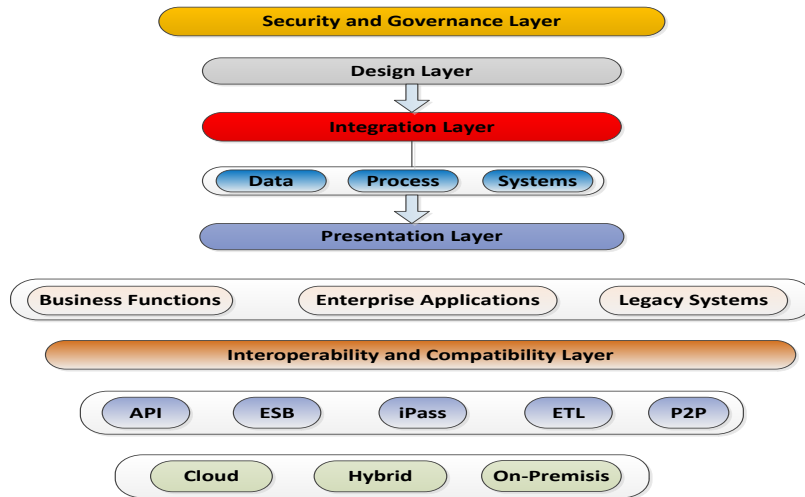 Security and Governance Layer
Design Layer
Integration Layer
Data Process Systems
Presentation Layer
Business Functions Enterprise Applications Legacy Systems
Interoperability and Compatibility Layer
API ESB iPass ETL P2P
Cloud Hybrid On-Premisis